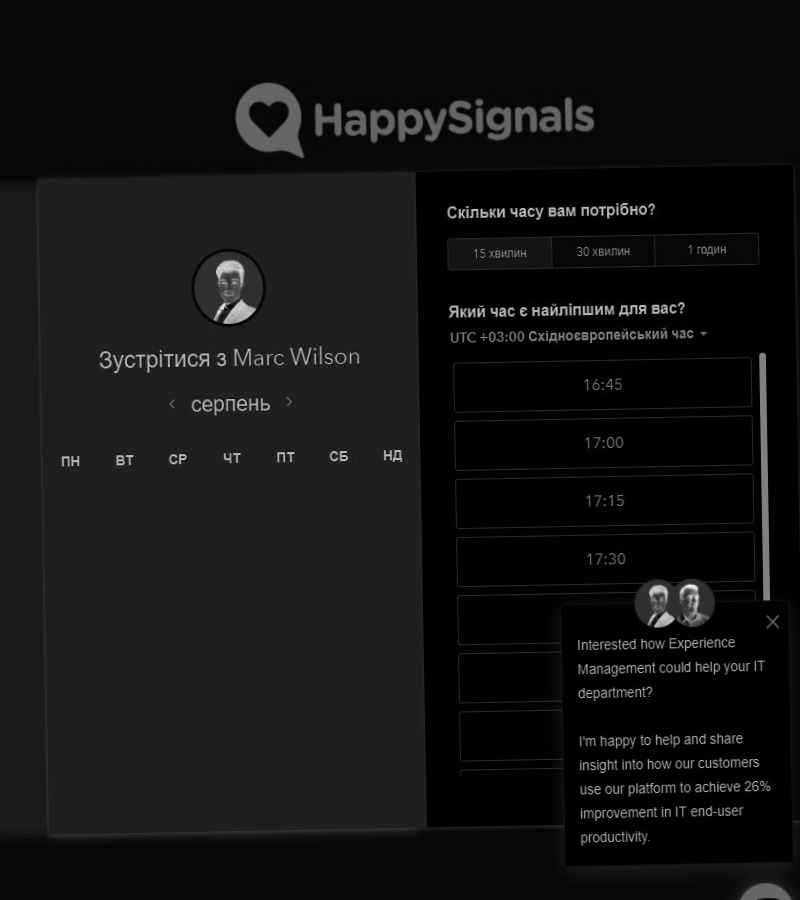 HappySignals
Зустрітися з Marc Wilson
серпень
ПН ВТ СР ЧТ ПТ СБ НД
Скільки часу вам потрібно?
15 хвилин 30 хвилин 1 годин
Який час є найліпшим для вас?
UTC +03:00 Східноєвропейський час
16:45
17:00
17:15
17:30
Interested how Experience
Management could help your IT
department?
I'm happy to help and share
insight into how our customers
use our platform to achieve 26%
improvement in IT end-user
productivity.